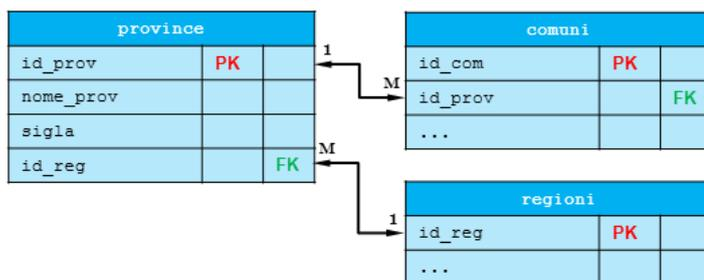 province
id_prov PK
nome_prov
sigla
id_reg FK
1
M
M
1
comuni
id_com PK
id_prov FK
...
regioni
id_reg PK
...